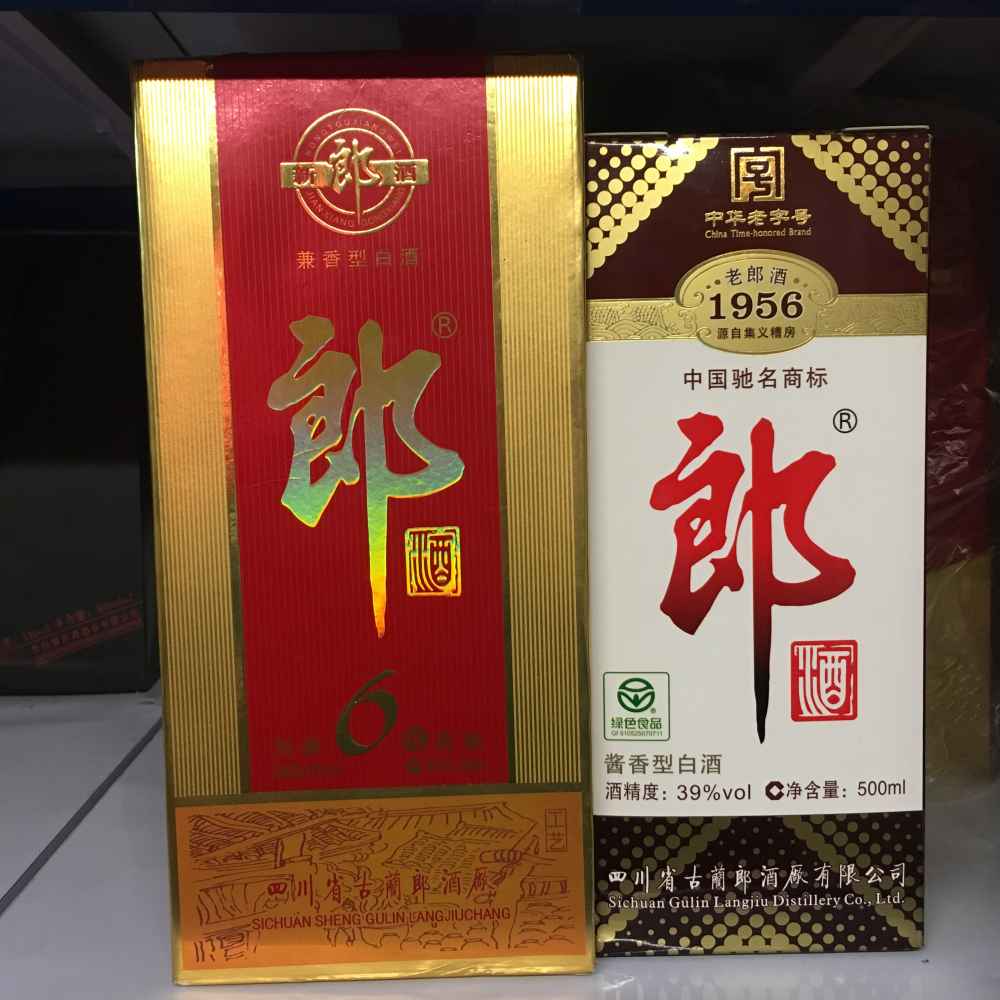 新郎酒
兼香型白酒
郎®
酒
6
工艺
四川省古蘭郎酒廠
SICHUAN SHENG GULIN LANGJIUCHANG
中华老字号
China Time-honored Brand
老郎酒
1956
源自集义糟房
中国驰名商标
郎®
酒
绿色食品
酱香型白酒
酒精度：39%vol 净含量：500ml
四川省古蘭郎酒廠有限公司
Sichuan Gulin Langjiu Distillery Co., Ltd.